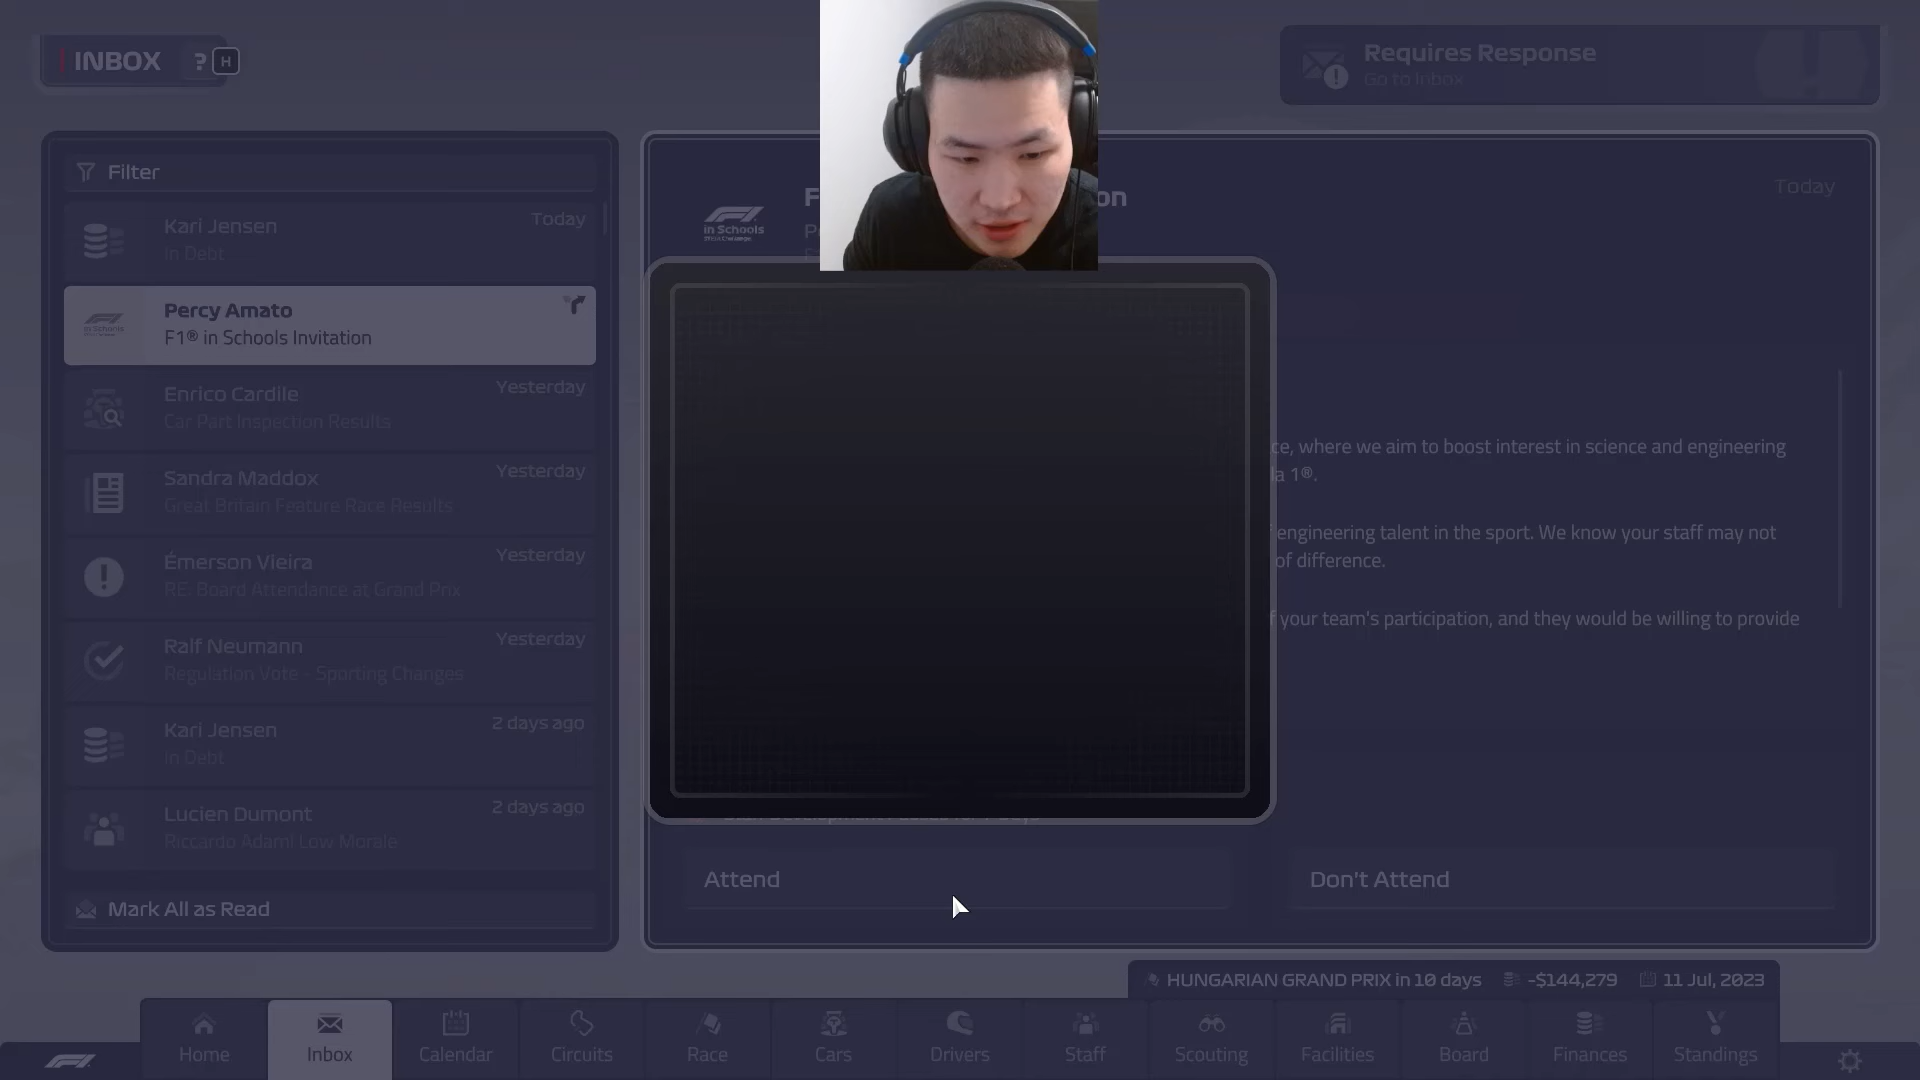 INBOX ? H
Requires Response
Go to Inbox
Filter
Kari Jensen
Today
In Debt
Percy Amato
F1® in Schools Invitation
Enrico Cardile
Yesterday
Car Part Inspection Results
Sandra Maddox
Yesterday
Great Britain Feature Race Results
Émerson Vieira
Yesterday
RE: Board Attendance at Grand Prix
Ralf Neumann
Yesterday
Regulation Vote - Sporting Changes
Kari Jensen
2 days ago
In Debt
Lucien Dumont
2 days ago
Riccardo Adami Low Morale
Mark All as Read
in Schools
on
Today
ce, where we aim to boost interest in science and engineering
la 1®.
engineering talent in the sport. We know your staff may not
of difference.
f your team's participation, and they would be willing to provide
Attend
Don't Attend
HUNGARIAN GRAND PRIX in 10 days -$144,279 11 Jul, 2023
Home Inbox Calendar Circuits Race Cars Drivers Staff Scouting Facilities Board Finances Standings